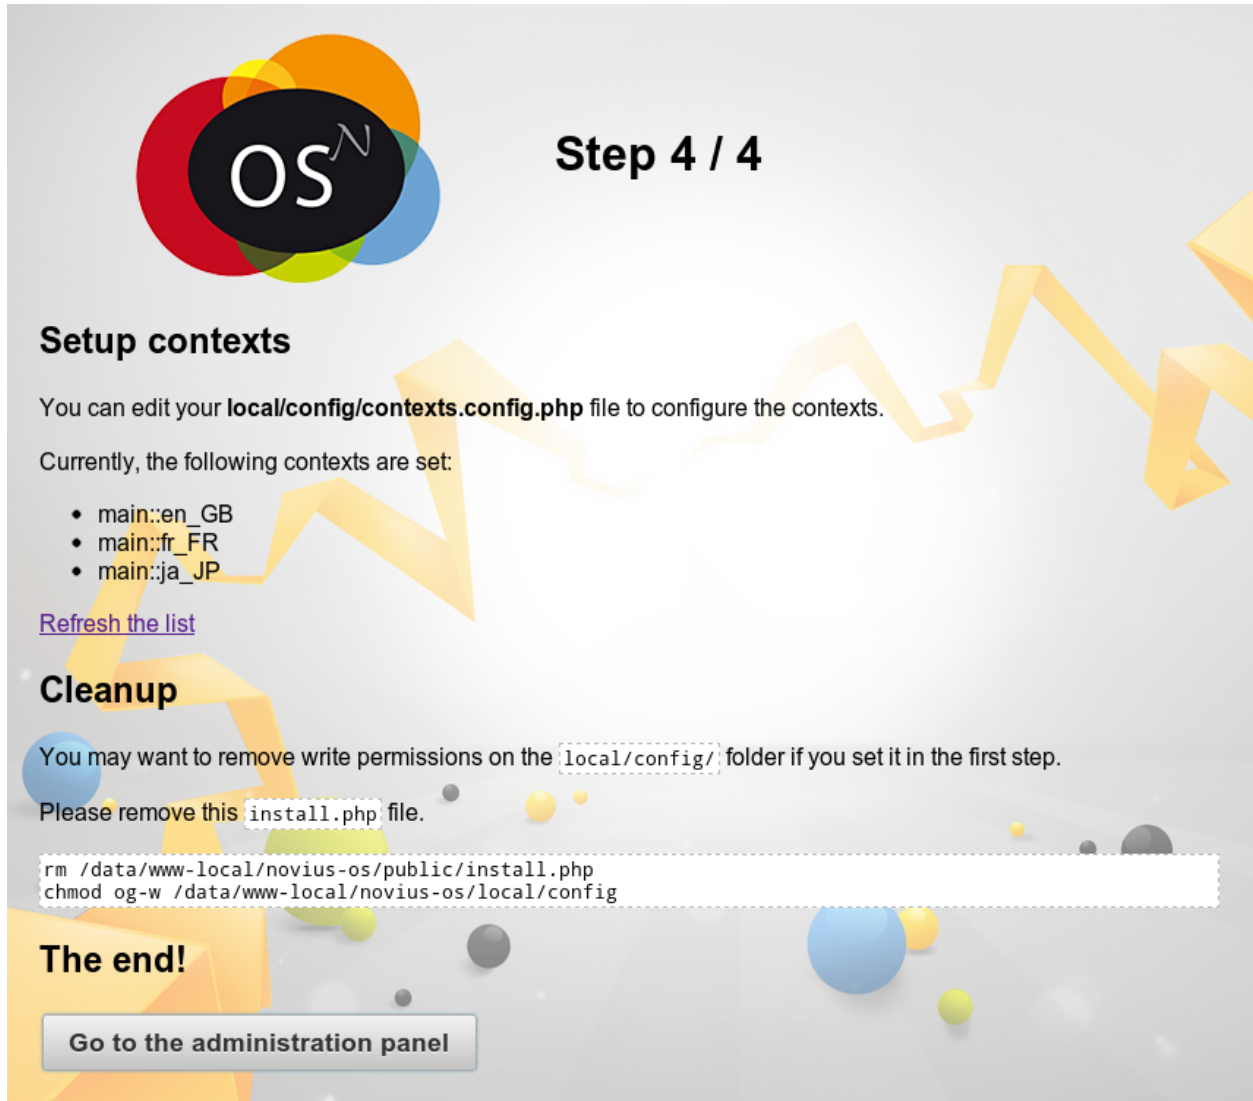 OS N
Step 4 / 4
Setup contexts
You can edit your local/config/contexts.config.php file to configure the contexts.
Currently, the following contexts are set:
• main::en_GB
• main::fr_FR
• main::ja_JP
Refresh the list
Cleanup
You may want to remove write permissions on the local/config/ folder if you set it in the first step.
Please remove this install.php file.
rm /data/www-local/novius-os/public/install.php
chmod og-w /data/www-local/novius-os/local/config
The end!
Go to the administration panel